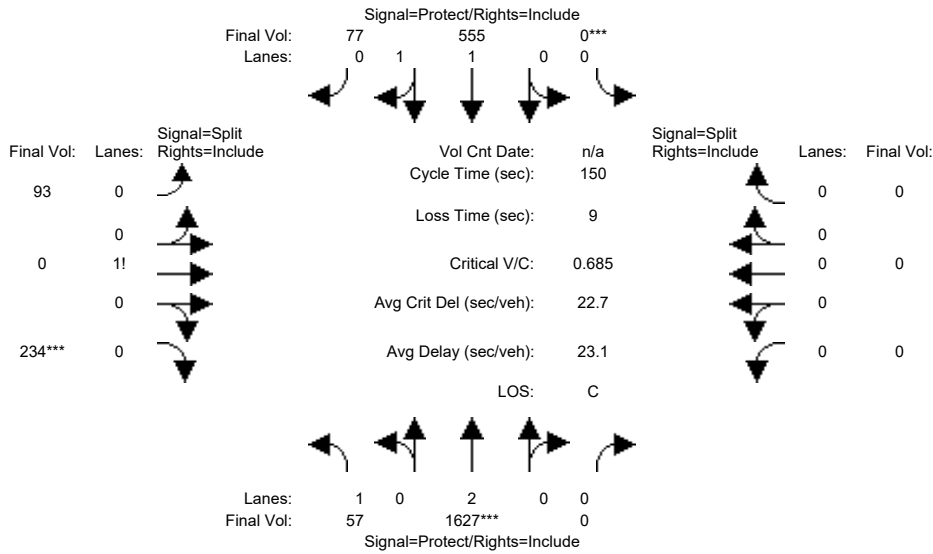 Signal=Protect/Rights=Include
Final Vol: 77 555 0***
Lanes: 0 1 1 0 0
Signal=Split
Final Vol: Lanes: Rights=Include
Vol Cnt Date: n/a
Signal=Split
Rights=Include Lanes: Final Vol:
Cycle Time (sec): 150
93 0
0 0
Loss Time (sec): 9
0
0
0 1!
Critical V/C: 0.685
0 0
0
Avg Crit Del (sec/veh): 22.7
0
234*** 0
Avg Delay (sec/veh): 23.1
0 0
LOS: C
Lanes: 1 0 2 0 0
Final Vol: 57 1627*** 0
Signal=Protect/Rights=Include